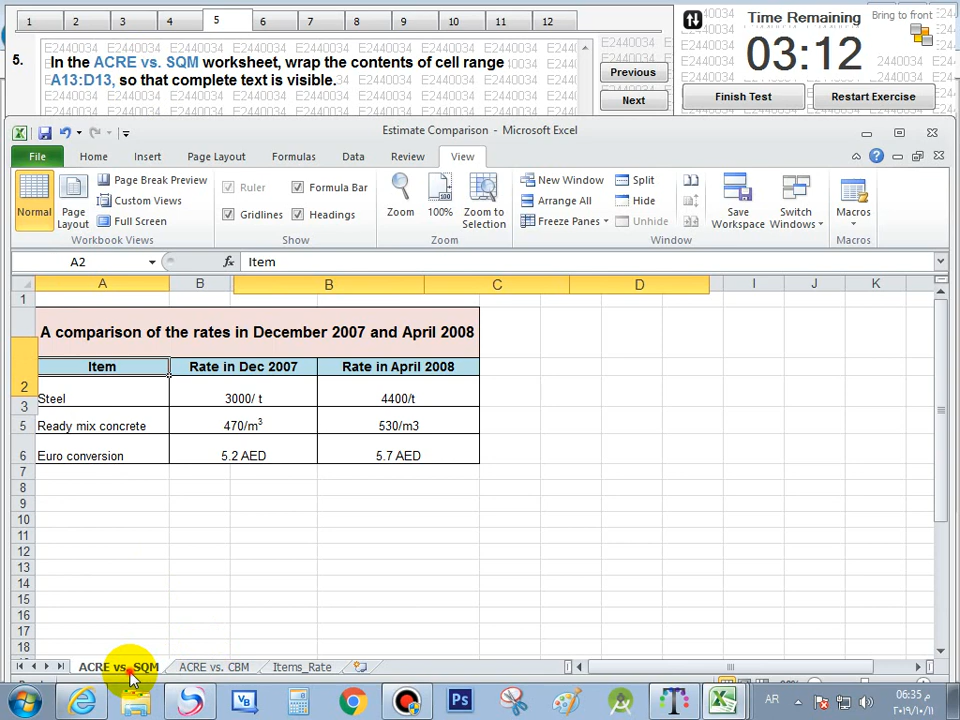 1 2 3 4 5 6 7 8 9 10 11 12
5.
In the ACRE vs. SQM worksheet, wrap the contents of cell range
A13:D13, so that complete text is visible.
E2440034 E2440034 E2440034 E2440034 E2440034 E2440034
Previous
Next
Time Remaining
03:12
Bring to front
Finish Test
Restart Exercise
Estimate Comparison - Microsoft Excel
File Home Insert Page Layout Formulas Data Review View
Normal
Page Layout
Page Break Preview
Custom Views
Full Screen
Workbook Views
Ruler
Formula Bar
Gridlines
Headings
Show
Zoom
100%
Zoom to Selection
Zoom
New Window
Arrange All
Freeze Panes
Split
Hide
Unhide
Save Workspace
Switch Windows
Window
Macros
Macros
A2
fx
Item
A B B C D I J K
1
A comparison of the rates in December 2007 and April 2008
2
Item Rate in Dec 2007 Rate in April 2008
3
Steel 3000/ t 4400/t
5
Ready mix concrete 470/m³ 530/m3
6
Euro conversion 5.2 AED 5.7 AED
7
8
9
10
11
12
13
14
15
16
17
18
ACRE vs. SQM ACRE vs. CBM Items_Rate
VB
Ps
AR
06:35 م
٢٠١٩/١٠/١١